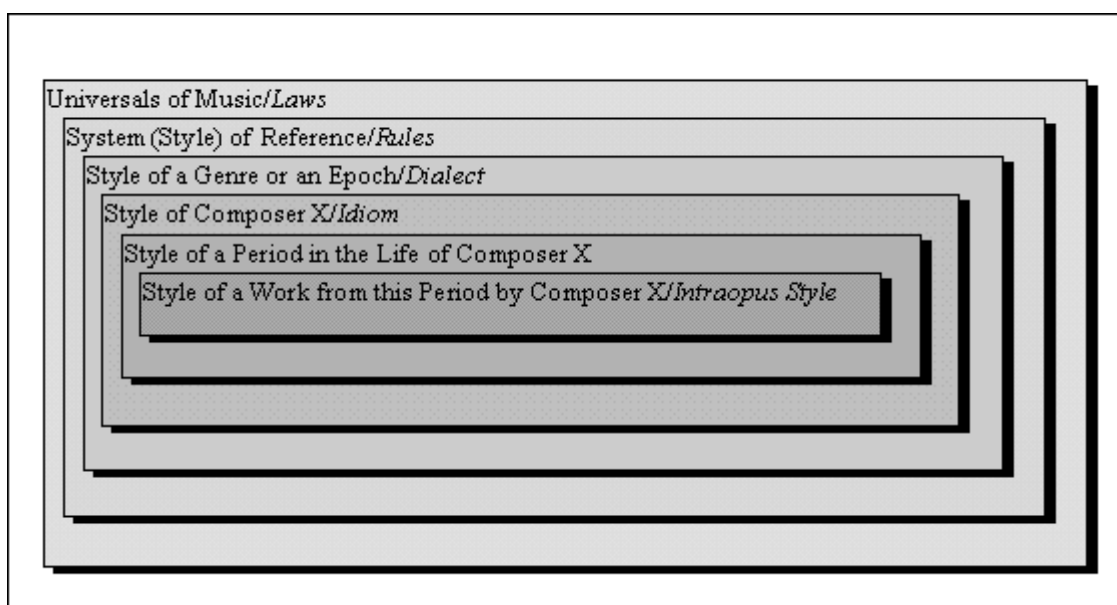 Universals of Music/Laws
System (Style) of Reference/Rules
Style of a Genre or an Epoch/Dialect
Style of Composer X/Idiom
Style of a Period in the Life of Composer X
Style of a Work from this Period by Composer X/Intraopus Style